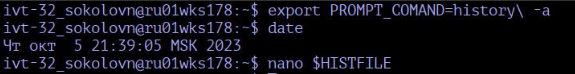 ivt-32_sokolovn@ru01wks178:~$ export PROMPT_COMAND=history\ -a
ivt-32_sokolovn@ru01wks178:~$ date
Чт окт  5 21:39:05 MSK 2023
ivt-32_sokolovn@ru01wks178:~$ nano $HISTFILE